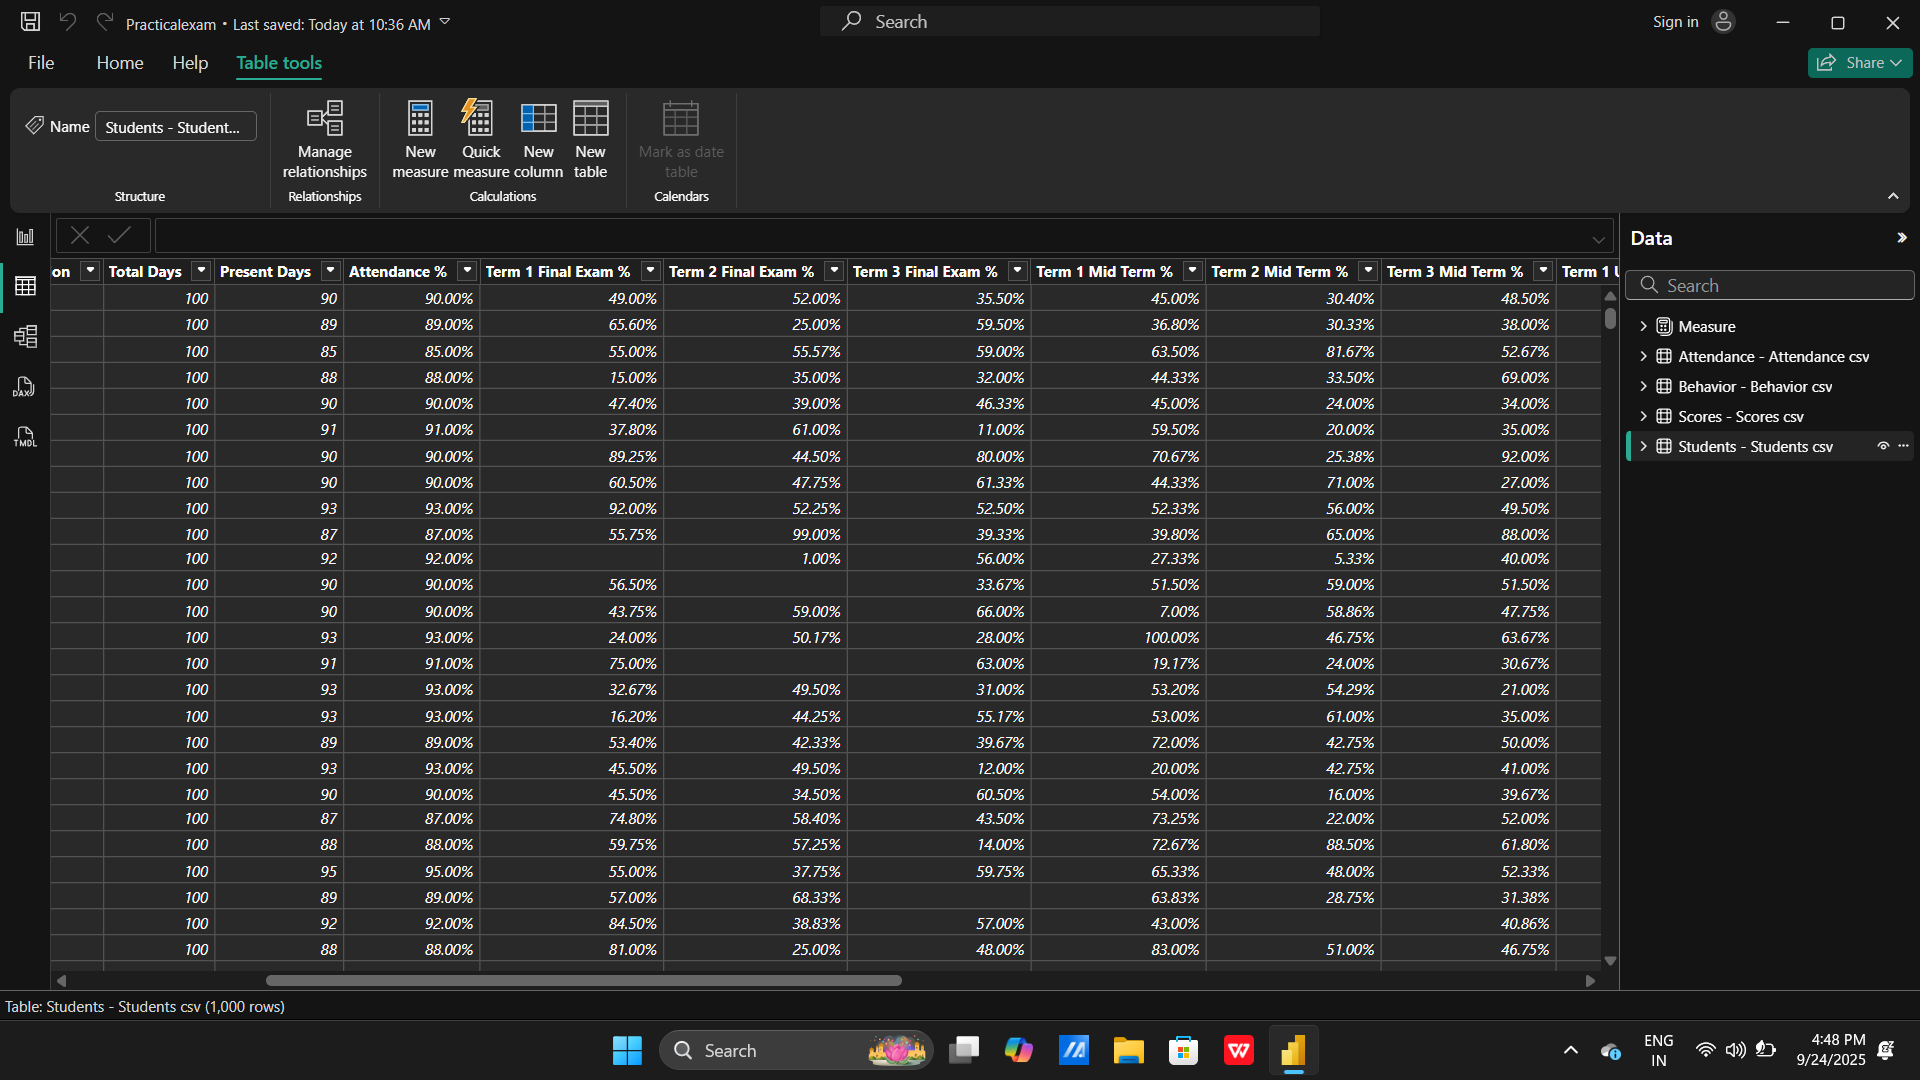 Practicalexam • Last saved: Today at 10:36 AM
Search
Sign in
File Home Help Table tools
Share
Name Students - Student...
Manage relationships
New measure
Quick measure
New column
New table
Mark as date table
Structure
Relationships
Calculations
Calendars
on Total Days Present Days Attendance % Term 1 Final Exam % Term 2 Final Exam % Term 3 Final Exam % Term 1 Mid Term % Term 2 Mid Term % Term 3 Mid Term % Term 1 U
100 90 90.00% 49.00% 52.00% 35.50% 45.00% 30.40% 48.50%
100 89 89.00% 65.60% 25.00% 59.50% 36.80% 30.33% 38.00%
100 85 85.00% 55.00% 55.57% 59.00% 63.50% 81.67% 52.67%
100 88 88.00% 15.00% 35.00% 32.00% 44.33% 33.50% 69.00%
100 90 90.00% 47.40% 39.00% 46.33% 45.00% 24.00% 34.00%
100 91 91.00% 37.80% 61.00% 11.00% 59.50% 20.00% 35.00%
100 90 90.00% 89.25% 44.50% 80.00% 70.67% 25.38% 92.00%
100 90 90.00% 60.50% 47.75% 61.33% 44.33% 71.00% 27.00%
100 93 93.00% 92.00% 52.25% 52.50% 52.33% 56.00% 49.50%
100 87 87.00% 55.75% 99.00% 39.33% 39.80% 65.00% 88.00%
100 92 92.00% 1.00% 56.00% 27.33% 5.33% 40.00%
100 90 90.00% 56.50% 33.67% 51.50% 59.00% 51.50%
100 90 90.00% 43.75% 59.00% 66.00% 7.00% 58.86% 47.75%
100 93 93.00% 24.00% 50.17% 28.00% 100.00% 46.75% 63.67%
100 91 91.00% 75.00% 63.00% 19.17% 24.00% 30.67%
100 93 93.00% 32.67% 49.50% 31.00% 53.20% 54.29% 21.00%
100 93 93.00% 16.20% 44.25% 55.17% 53.00% 61.00% 35.00%
100 89 89.00% 53.40% 42.33% 39.67% 72.00% 42.75% 50.00%
100 93 93.00% 45.50% 49.50% 12.00% 20.00% 42.75% 41.00%
100 90 90.00% 45.50% 34.50% 60.50% 54.00% 16.00% 39.67%
100 87 87.00% 74.80% 58.40% 43.50% 73.25% 22.00% 52.00%
100 88 88.00% 59.75% 57.25% 14.00% 72.67% 88.50% 61.80%
100 95 95.00% 55.00% 37.75% 59.75% 65.33% 48.00% 52.33%
100 89 89.00% 57.00% 68.33% 63.83% 28.75% 31.38%
100 92 92.00% 84.50% 38.83% 57.00% 43.00% 40.86%
100 88 88.00% 81.00% 25.00% 48.00% 83.00% 51.00% 46.75%
DAX
TMDL
Data
Search
Measure
Attendance - Attendance csv
Behavior - Behavior csv
Scores - Scores csv
Students - Students csv
Table: Students - Students csv (1,000 rows)
Search
ENG
IN
4:48 PM
9/24/2025